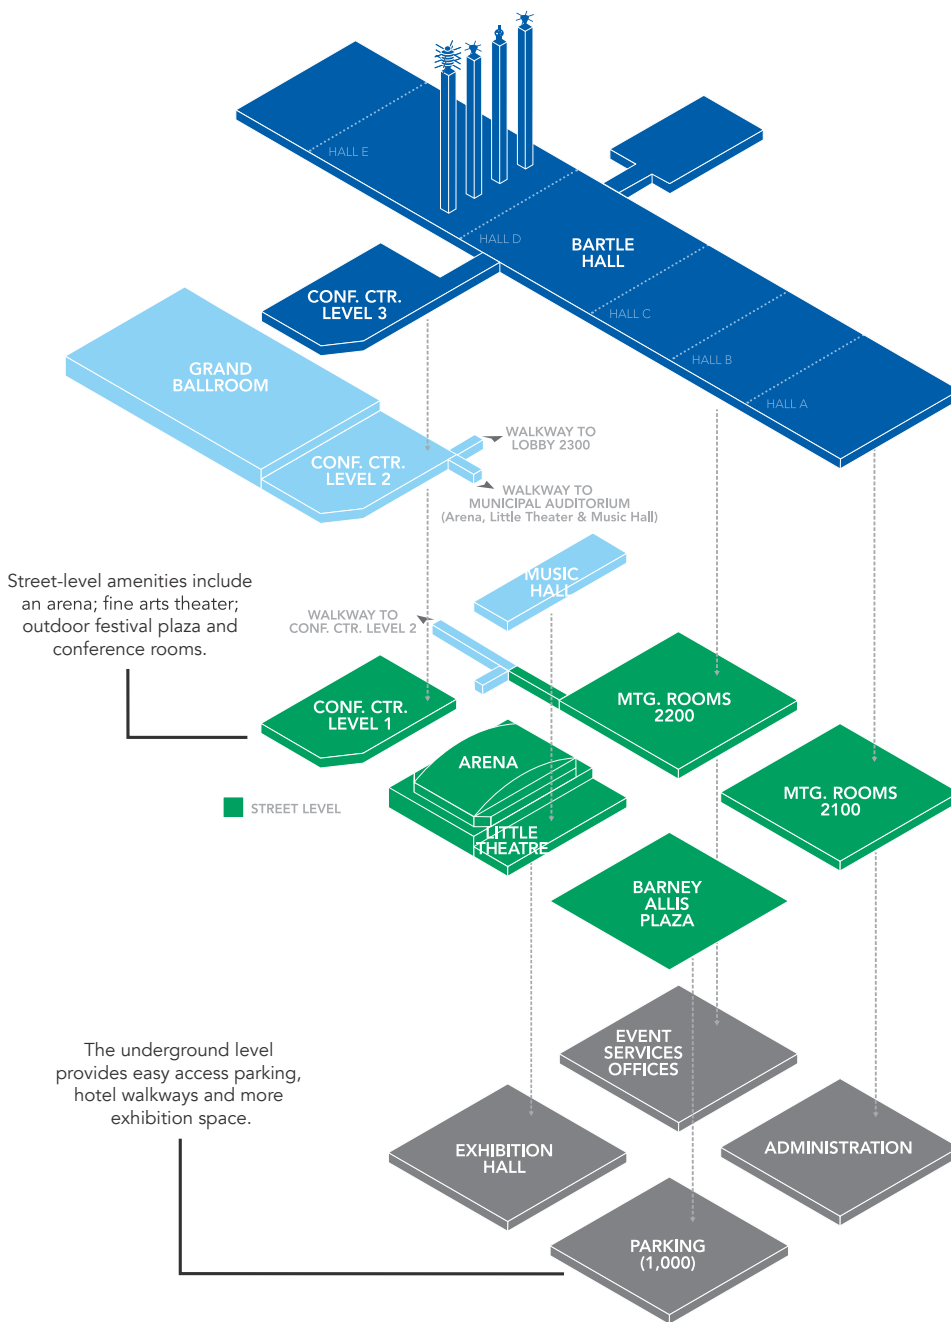 HALL E
HALL D
BARTLE
HALL
CONF. CTR.
LEVEL 3
HALL C
HALL B
HALL A
GRAND
BALLROOM
WALKWAY TO
LOBBY 2300
CONF. CTR.
LEVEL 2
WALKWAY TO
MUNICIPAL AUDITORIUM
(Arena, Little Theater & Music Hall)
MUSIC
HALL
Street-level amenities include
an arena; fine arts theater;
outdoor festival plaza and
conference rooms.
WALKWAY TO
CONF. CTR. LEVEL 2
CONF. CTR.
LEVEL 1
MTG. ROOMS
2200
ARENA
MTG. ROOMS
2100
STREET LEVEL
LITTLE
THEATRE
BARNEY
ALLIS
PLAZA
The underground level
provides easy access parking,
hotel walkways and more
exhibition space.
EVENT
SERVICES
OFFICES
EXHIBITION
HALL
ADMINISTRATION
PARKING
(1,000)